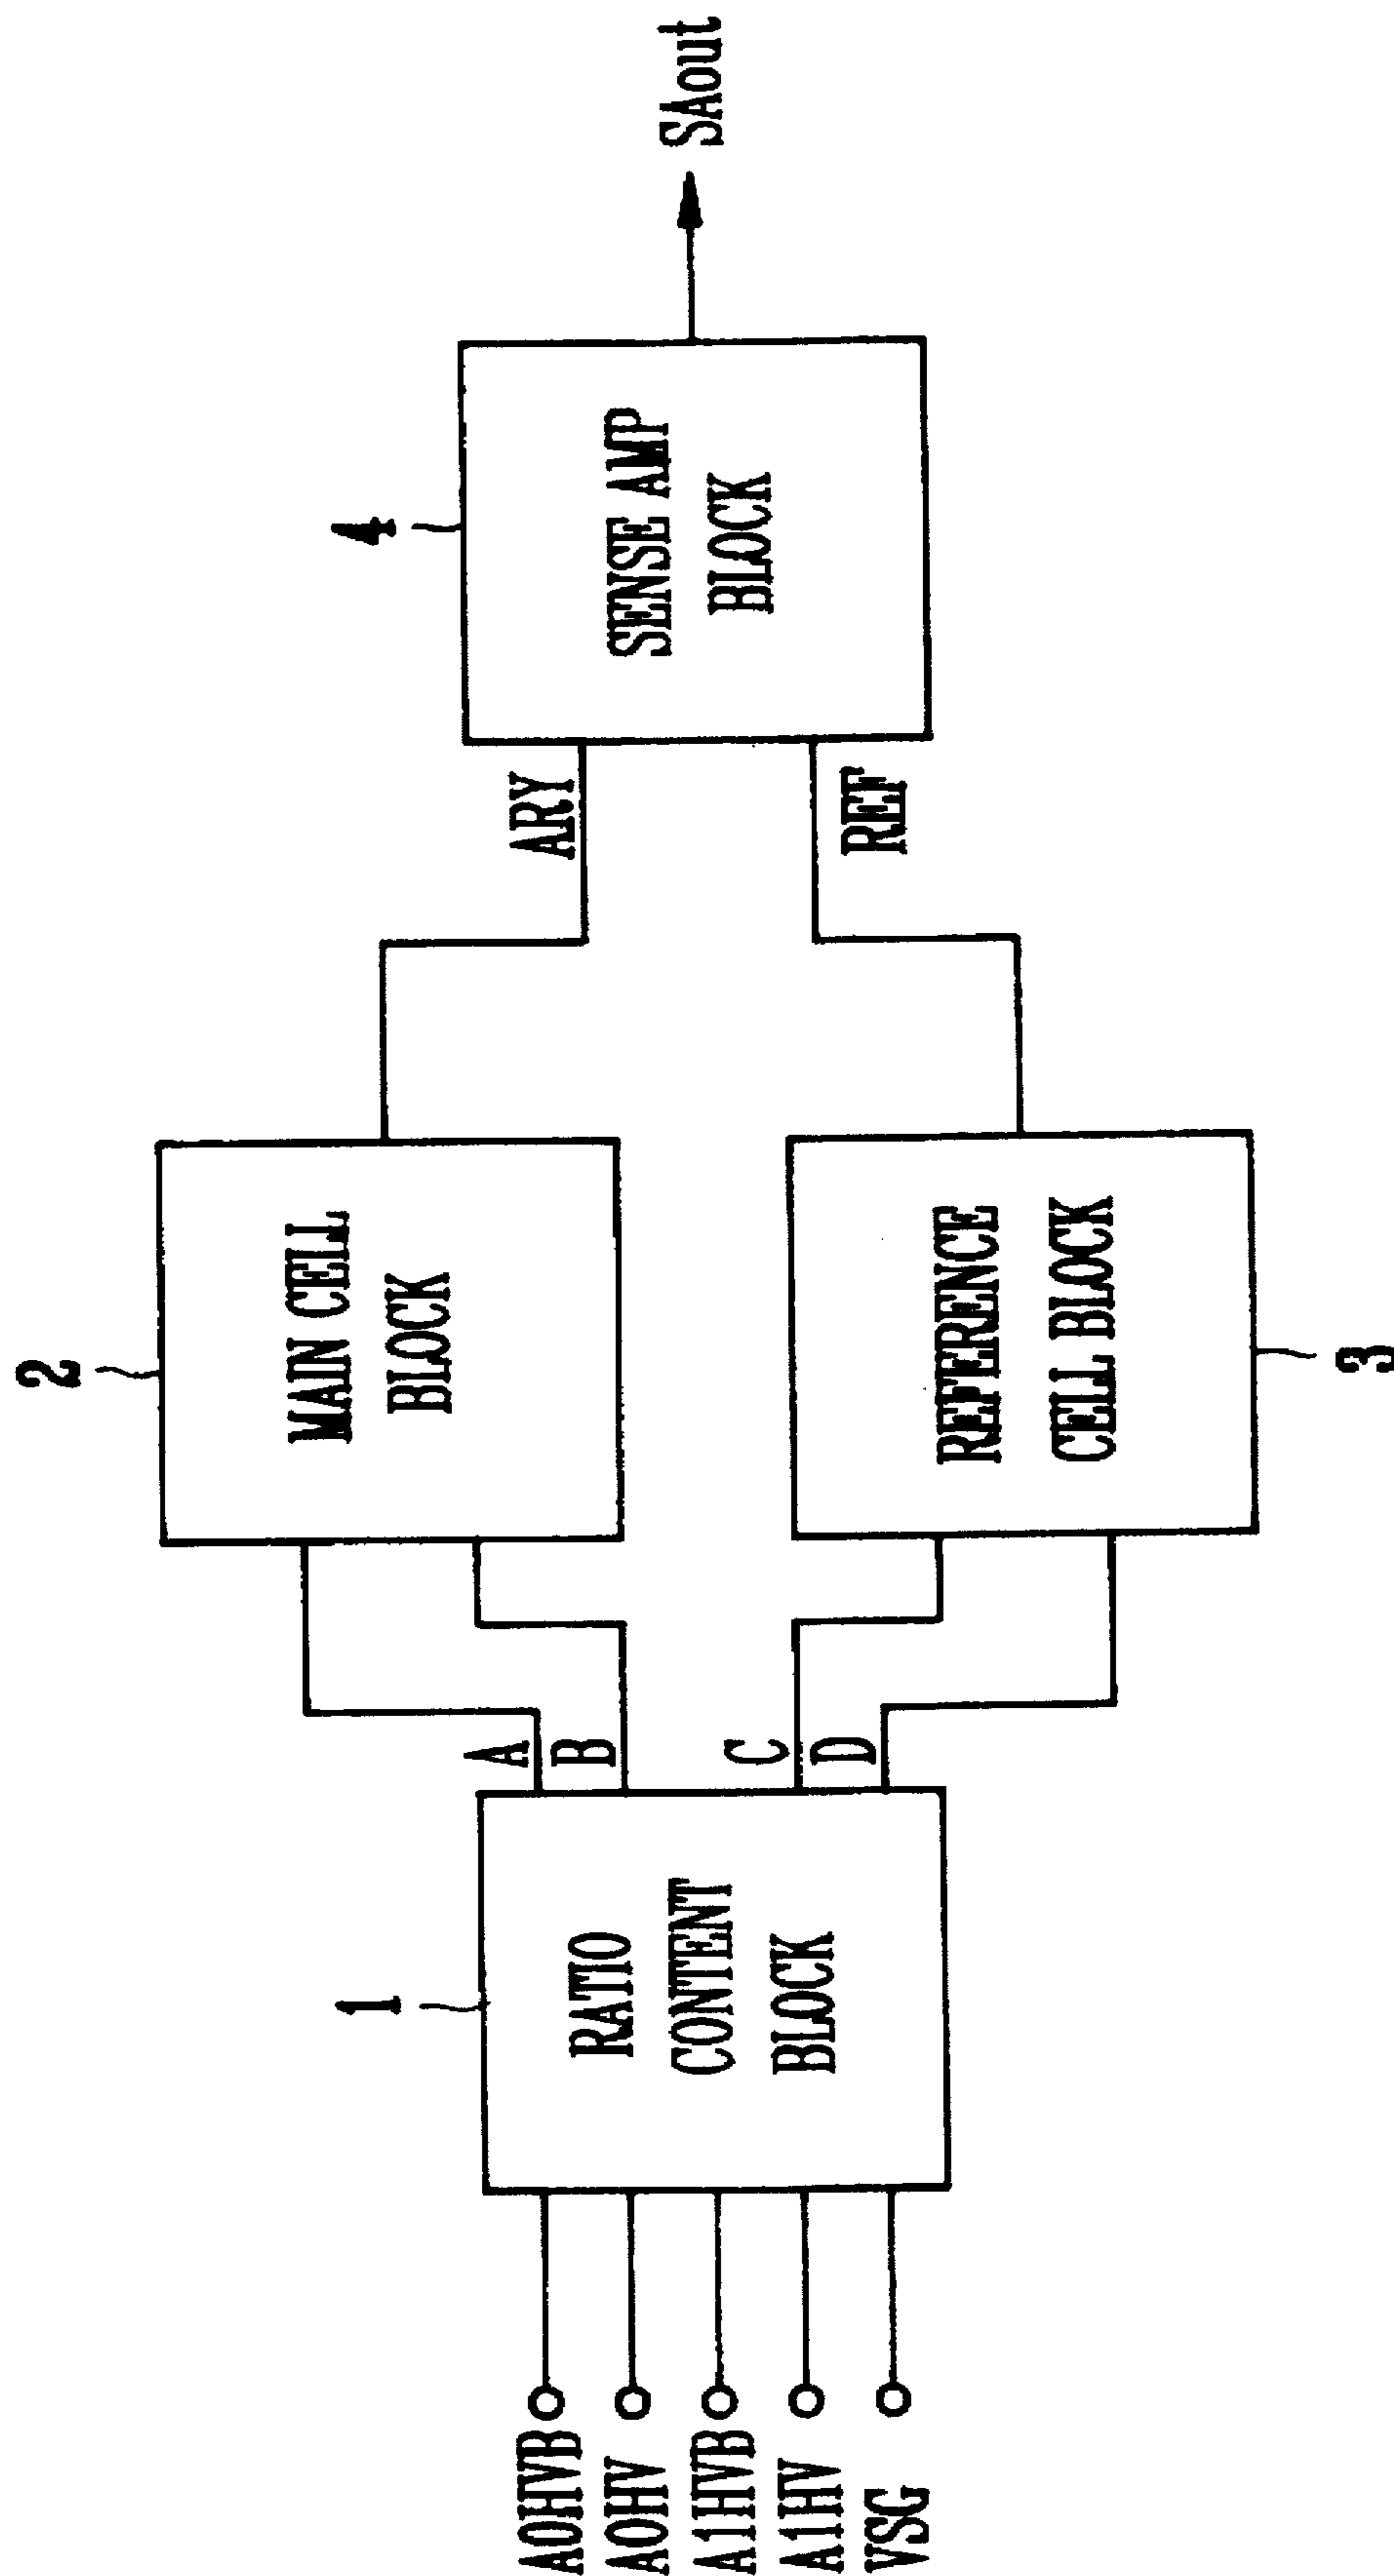 A0HVB
A0HV
A1HVB
A1HV
VSG
1
RATIO
CONTENT
BLOCK
A
B
C
D
2
MAIN CELL
BLOCK
REFERENCE
CELL BLOCK
3
ARY
REF
4
SENSE AMP
BLOCK
SAout